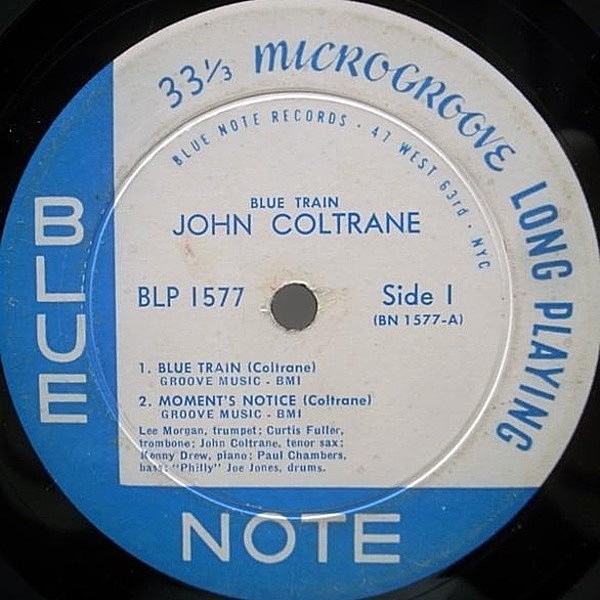 33⅓ MICROGROOVE LONG PLAYING
BLUE NOTE RECORDS · 47 WEST 63rd · NYC
BLUE TRAIN
JOHN COLTRANE
BLP 1577
Side 1
(BN 1577-A)
1. BLUE TRAIN (Coltrane)
GROOVE MUSIC - BMI
2. MOMENT'S NOTICE (Coltrane)
GROOVE MUSIC - BMI
Lee Morgan, trumpet; Curtis Fuller,
trombone; John Coltrane, tenor sax;
Kenny Drew, piano; Paul Chambers,
bass; "Philly" Joe Jones, drums.
BLUE
NOTE